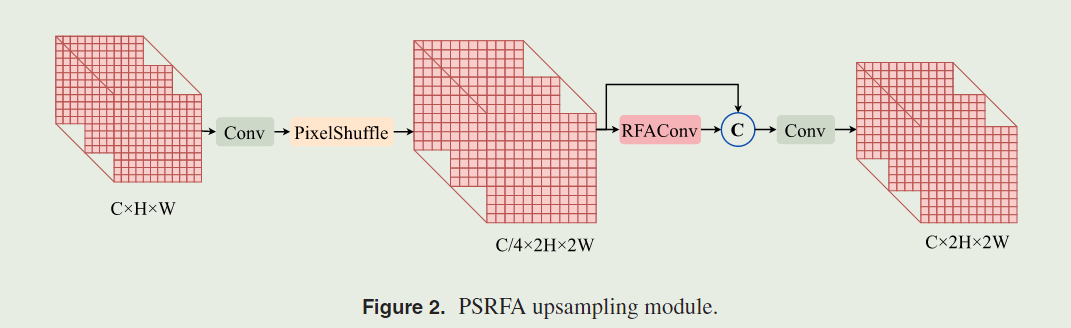 Conv
PixelShuffle
RFAConv
C
Conv
C×H×W
C/4×2H×2W
C×2H×2W
Figure 2. PSRFA upsampling module.